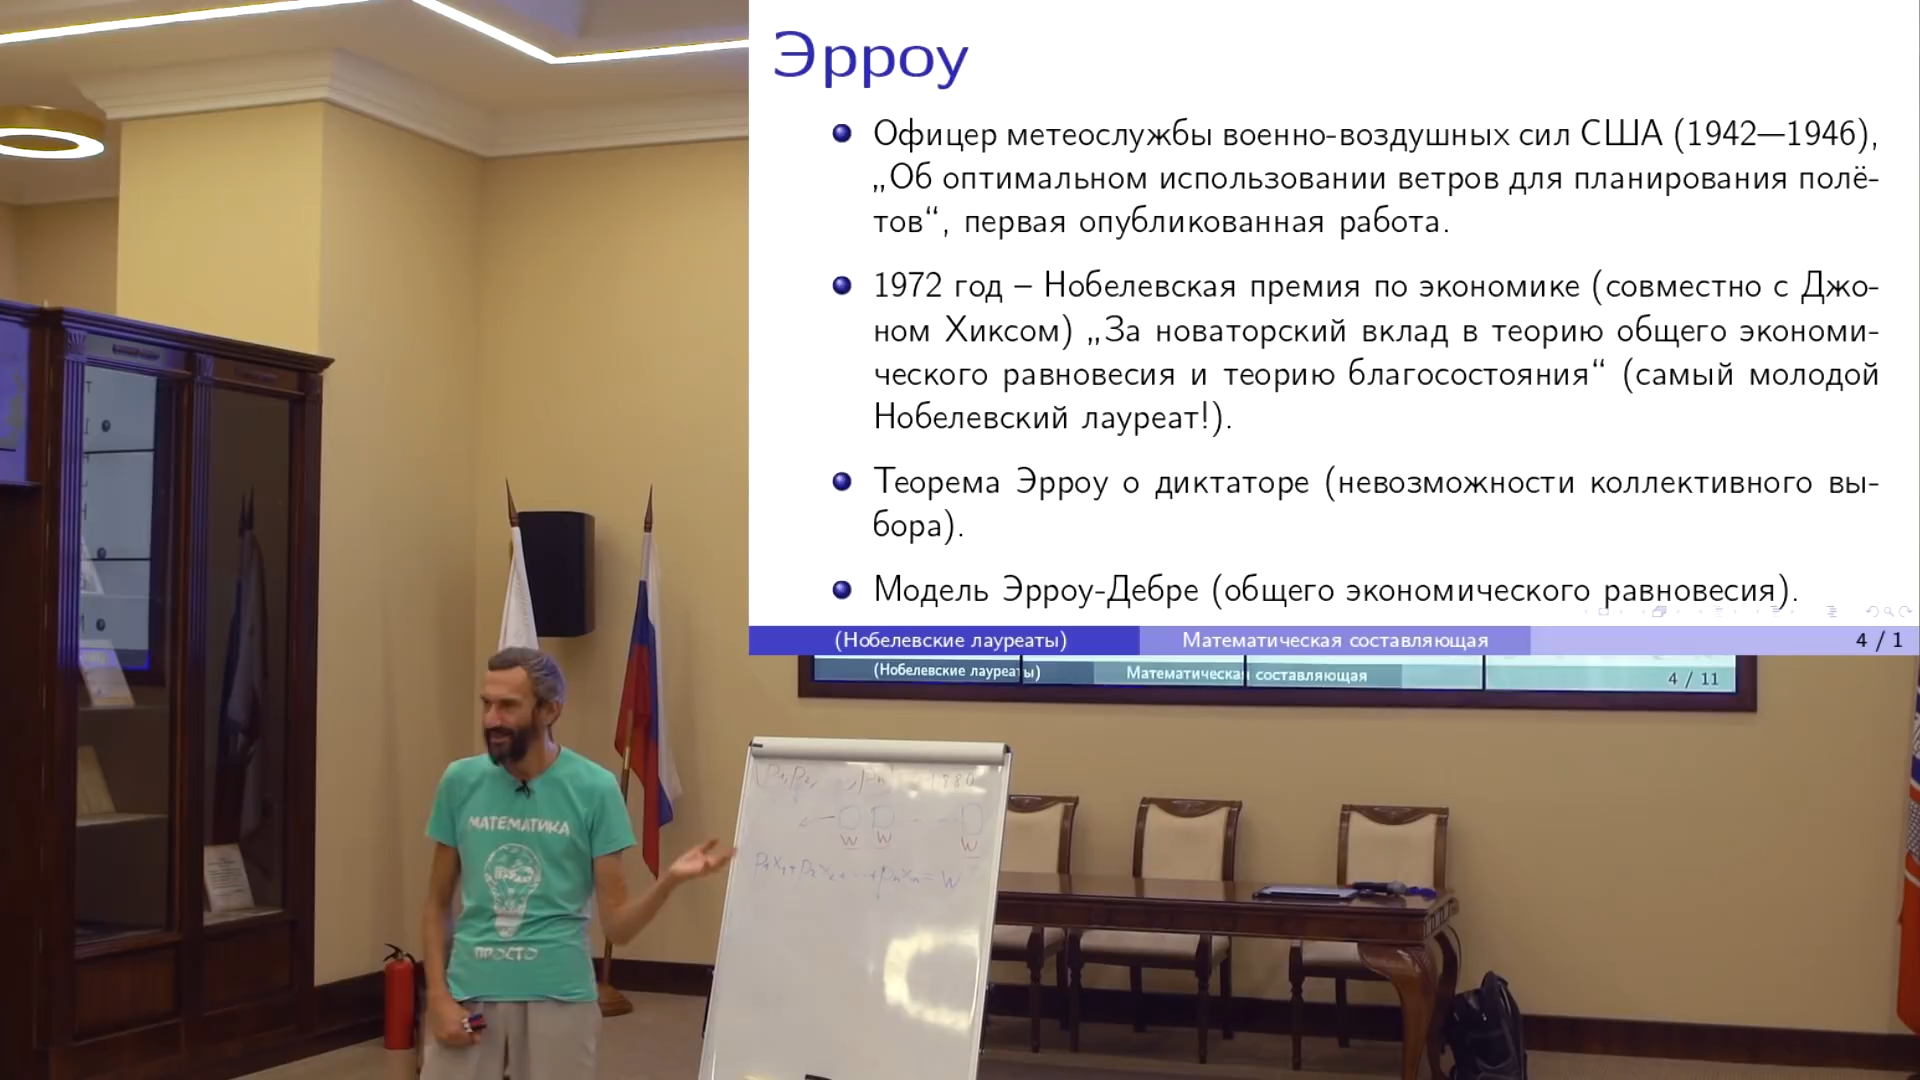 Эрроу
Офицер метеослужбы военно-воздушных сил США (1942—1946),
„Об оптимальном использовании ветров для планирования полё-
тов“, первая опубликованная работа.
1972 год – Нобелевская премия по экономике (совместно с Джо-
ном Хиксом) „За новаторский вклад в теорию общего экономи-
ческого равновесия и теорию благосостояния“ (самый молодой
Нобелевский лауреат!).
Теорема Эрроу о диктаторе (невозможности коллективного вы-
бора).
Модель Эрроу-Дебре (общего экономического равновесия).
(Нобелевские лауреаты) Математическая составляющая 4 / 1
(Нобелевские лауреаты) Математическая составляющая 4 / 11
МАТЕМАТИКА
ПРОСТО
W W W
p₁x₁+p₂x₂+...+pₙxₙ=W